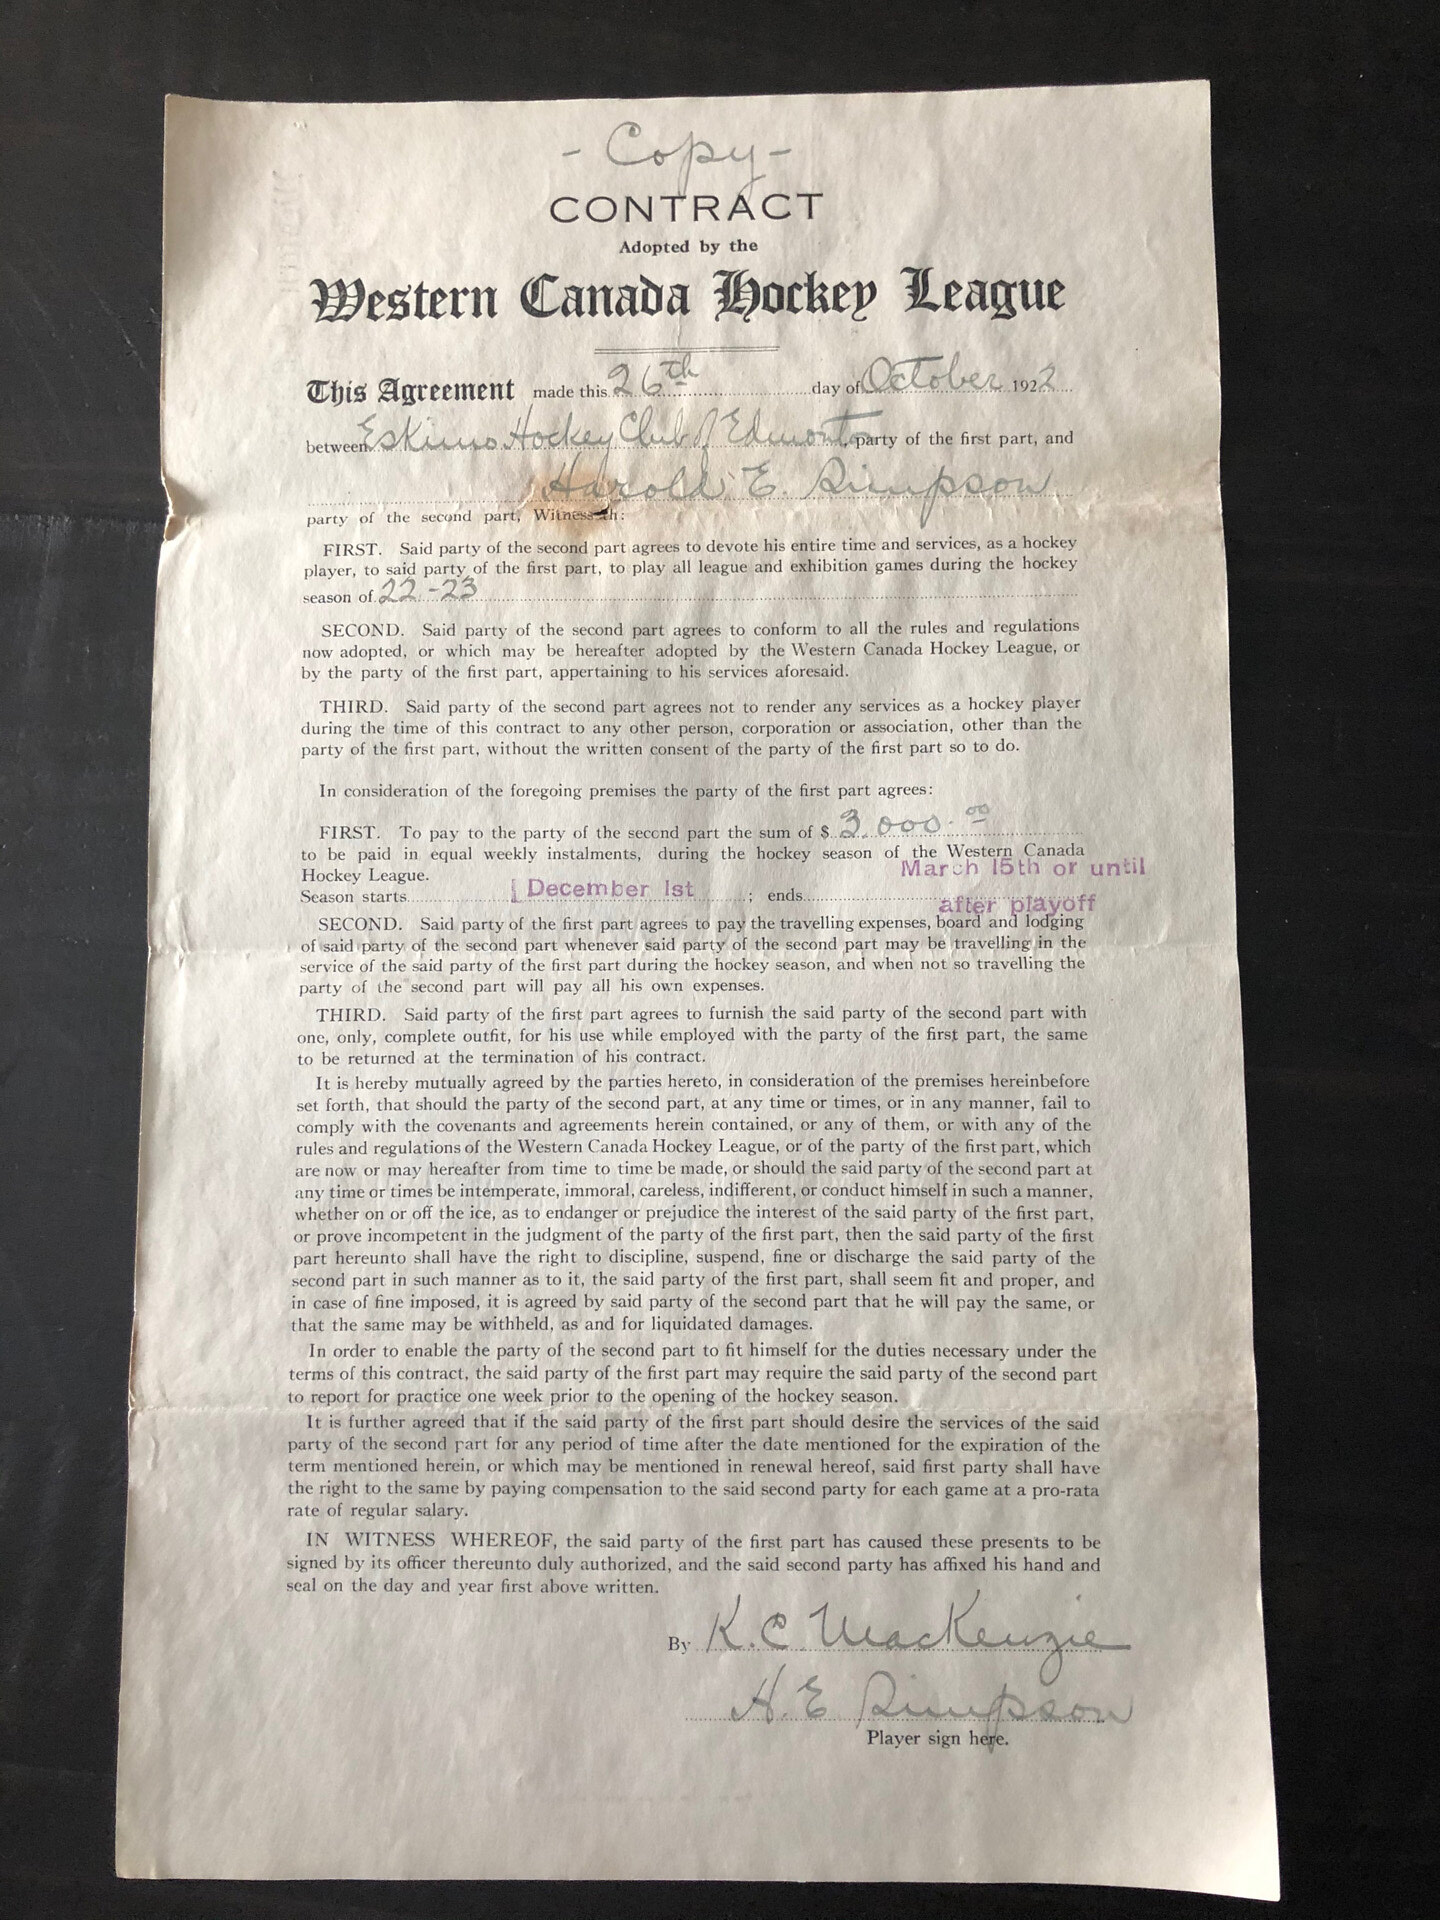 - Copy -
CONTRACT
Adopted by the
Western Canada Hockey League
This Agreement made this 26th day of October 1922
between Eskimo Hockey Club of Edmonton, party of the first part, and
Harold E. Simpson
party of the second part, Witnesseth:
FIRST. Said party of the second part agrees to devote his entire time and services, as a hockey
player, to said party of the first part, to play all league and exhibition games during the hockey
season of 22-23
SECOND. Said party of the second part agrees to conform to all the rules and regulations
now adopted, or which may be hereafter adopted by the Western Canada Hockey League, or
by the party of the first part, appertaining to his services aforesaid.
THIRD. Said party of the second part agrees not to render any services as a hockey player
during the time of this contract to any other person, corporation or association, other than the
party of the first part, without the written consent of the party of the first part so to do.
In consideration of the foregoing premises the party of the first part agrees:
FIRST. To pay to the party of the second part the sum of $ 3,000.00
to be paid in equal weekly instalments, during the hockey season of the Western Canada
Hockey League. March 15th or until
Season starts December 1st ; ends after playoff
SECOND. Said party of the first part agrees to pay the travelling expenses, board and lodging
of said party of the second part whenever said party of the second part may be travelling in the
service of the said party of the first part during the hockey season, and when not so travelling the
party of the second part will pay all his own expenses.
THIRD. Said party of the first part agrees to furnish the said party of the second part with
one, only, complete outfit, for his use while employed with the party of the first part, the same
to be returned at the termination of his contract.
It is hereby mutually agreed by the parties hereto, in consideration of the premises hereinbefore
set forth, that should the party of the second part, at any time or times, or in any manner, fail to
comply with the covenants and agreements herein contained, or any of them, or with any of the
rules and regulations of the Western Canada Hockey League, or of the party of the first part, which
are now or may hereafter from time to time be made, or should the said party of the second part at
any time or times be intemperate, immoral, careless, indifferent, or conduct himself in such a manner,
whether on or off the ice, as to endanger or prejudice the interest of the said party of the first part,
or prove incompetent in the judgment of the party of the first part, then the said party of the first
part hereunto shall have the right to discipline, suspend, fine or discharge the said party of the
second part in such manner as to it, the said party of the first part, shall seem fit and proper, and
in case of fine imposed, it is agreed by said party of the second part that he will pay the same, or
that the same may be withheld, as and for liquidated damages.
In order to enable the party of the second part to fit himself for the duties necessary under the
terms of this contract, the said party of the first part may require the said party of the second part
to report for practice one week prior to the opening of the hockey season.
It is further agreed that if the said party of the first part should desire the services of the said
party of the second part for any period of time after the date mentioned for the expiration of the
term mentioned herein, or which may be mentioned in renewal hereof, said first party shall have
the right to the same by paying compensation to the said second party for each game at a pro-rata
rate of regular salary.
IN WITNESS WHEREOF, the said party of the first part has caused these presents to be
signed by its officer thereunto duly authorized, and the said second party has affixed his hand and
seal on the day and year first above written.
By K. C. MacKenzie
H. E Simpson
Player sign here.